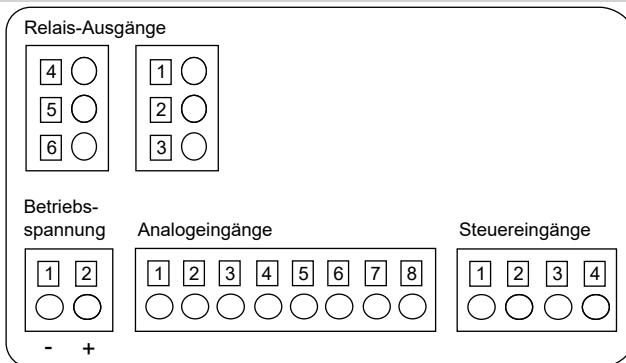 Relais-Ausgänge
4 1
5 2
6 3
Betriebs-
spannung Analogeingänge Steuereingänge
1 2 1 2 3 4 5 6 7 8 1 2 3 4
- +